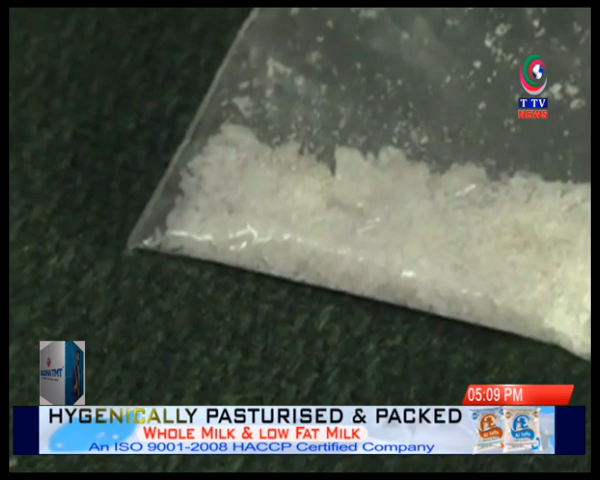 T TV
NEWS
05:09 PM
HYGENICALLY PASTURISED & PACKED
WHOLE MILK & LOW FAT MILK
An ISO 9001-2008 HACCP Certified Company